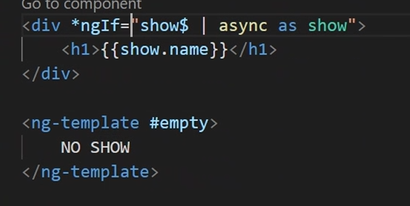 Go to component
<div *ngIf="show$ | async as show">
<h1>{{show.name}}</h1>
</div>
<ng-template #empty>
NO SHOW
</ng-template>